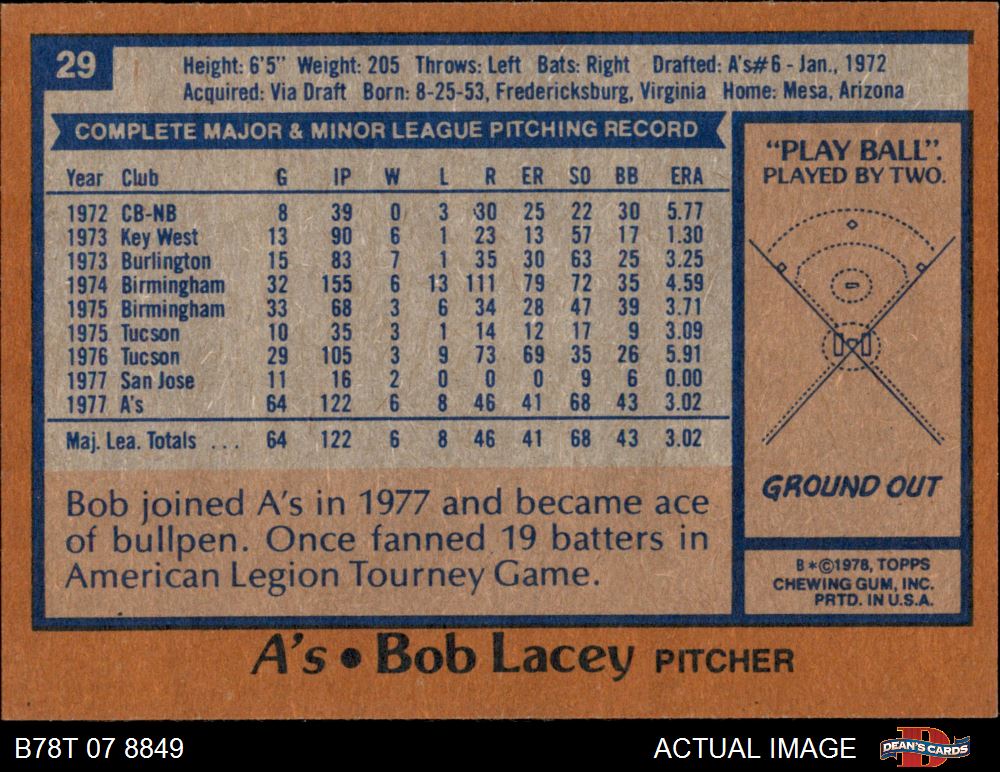 29
Height: 6'5" Weight: 205 Throws: Left Bats: Right Drafted: A's#6 - Jan., 1972
Acquired: Via Draft Born: 8-25-53, Fredericksburg, Virginia Home: Mesa, Arizona
COMPLETE MAJOR & MINOR LEAGUE PITCHING RECORD
Year Club G IP W L R ER SO BB ERA
1972 CB-NB 8 39 0 3 30 25 22 30 5.77
1973 Key West 13 90 6 1 23 13 57 17 1.30
1973 Burlington 15 83 7 1 35 30 63 25 3.25
1974 Birmingham 32 155 6 13 111 79 72 35 4.59
1975 Birmingham 33 68 3 6 34 28 47 39 3.71
1975 Tucson 10 35 3 1 14 12 17 9 3.09
1976 Tucson 29 105 3 9 73 69 35 26 5.91
1977 San Jose 11 16 2 0 0 0 9 6 0.00
1977 A's 64 122 6 8 46 41 68 43 3.02
Maj. Lea. Totals ... 64 122 6 8 46 41 68 43 3.02
Bob joined A's in 1977 and became ace
of bullpen. Once fanned 19 batters in
American Legion Tourney Game.
"PLAY BALL".
PLAYED BY TWO.
GROUND OUT
B*©1978, TOPPS
CHEWING GUM, INC.
PRTD. IN U.S.A.
A's • Bob Lacey PITCHER
B78T 07 8849
ACTUAL IMAGE
D
DEAN'S CARDS